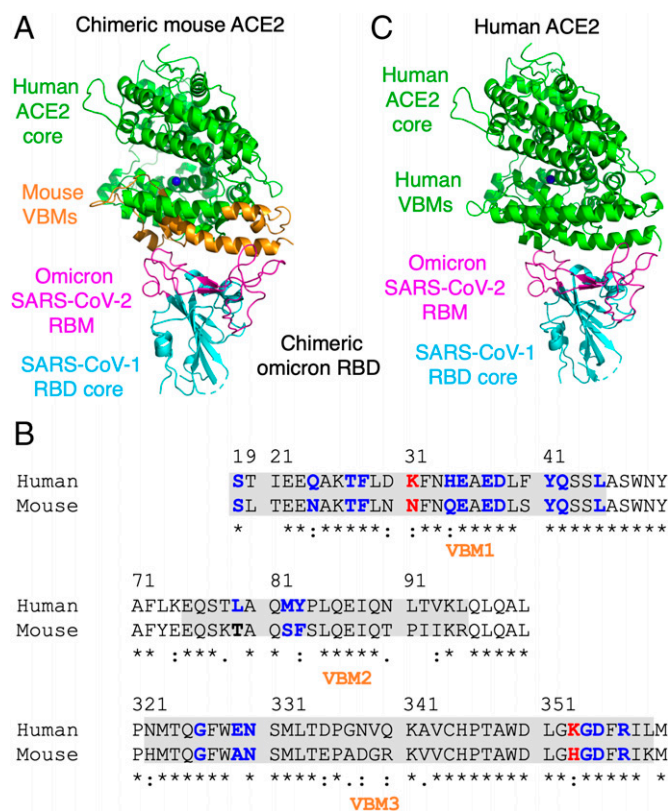 A
Chimeric mouse ACE2
Human
ACE2
core
Mouse
VBMs
Omicron
SARS-CoV-2
RBM
SARS-CoV-1
RBD core
Chimeric
omicron RBD
C
Human ACE2
Human
ACE2
core
Human
VBMs
Omicron
SARS-CoV-2
RBM
SARS-CoV-1
RBD core
B
19 21 31 41
Human ST IEEQAKTFLD KFNHEAEDLF YQSSLASWNY
Mouse SL TEENAKTFLN NFNQEAEDLF YQSSLASWNY
* **:*****: :**:****** **********
VBM1
71 81 91
Human AFLKEQSTLA QMYPLQEIQN LTVKLQLQAL
Mouse AFYEEQSKTA QSFSLQEIQT PIIKRQLQAL
** :***. * * : *****. :* *****
VBM2
321 331 341 351
Human PNMTQGFWEN SMLTDPGNVQ KAVCHPTAWD LGKGDFRILM
Mouse PHMTQGFWAN SMLTEPADGR KVVCHPTAWD LGHGDFRIKM
*:****** * ****:*.:.: *.******** **:***** *
VBM3